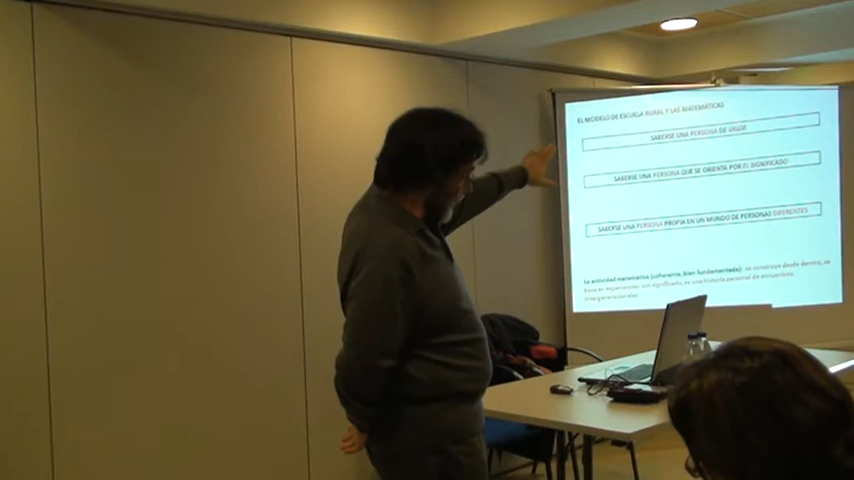 EL MODELO DE ESCUELA RURAL Y LAS MATEMÁTICAS
SABERSE UNA PERSONA DE VALOR
SABERSE UNA PERSONA QUE SE ORIENTA POR EL SIGNIFICADO
SABERSE UNA PERSONA PROPIA EN UN MUNDO DE PERSONAS DIFERENTES
La actividad matemática (coherente, bien fundamentada) se construye desde dentro, se
basa en experiencias con significado, es una historia personal de encuentros
intergeneracionales